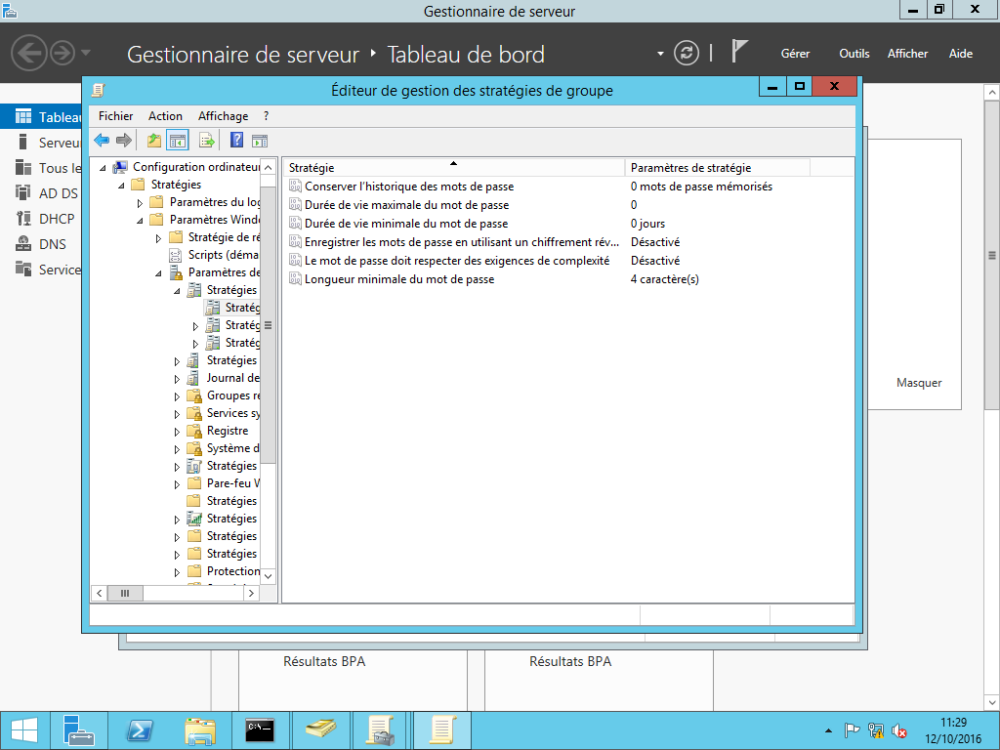 Gestionnaire de serveur
Gestionnaire de serveur ‣ Tableau de bord
Gérer Outils Afficher Aide
Éditeur de gestion des stratégies de groupe
Fichier Action Affichage ?
Tableau
Serveu
Tous le
AD DS
DHCP
DNS
Service
Configuration ordinateur
Stratégies
Paramètres du log
Paramètres Windo
Stratégie de ré
Scripts (déma
Paramètres de
Stratégies
Stratég
Stratég
Stratég
Stratégies
Journal de
Groupes re
Services sy
Registre
Système d
Stratégies
Pare-feu W
Stratégies
Stratégies
Stratégies
Stratégies
Protection
Stratégie Paramètres de stratégie
Conserver l'historique des mots de passe 0 mots de passe mémorisés
Durée de vie maximale du mot de passe 0
Durée de vie minimale du mot de passe 0 jours
Enregistrer les mots de passe en utilisant un chiffrement rév... Désactivé
Le mot de passe doit respecter des exigences de complexité Désactivé
Longueur minimale du mot de passe 4 caractère(s)
Masquer
Résultats BPA Résultats BPA
11:29
12/10/2016